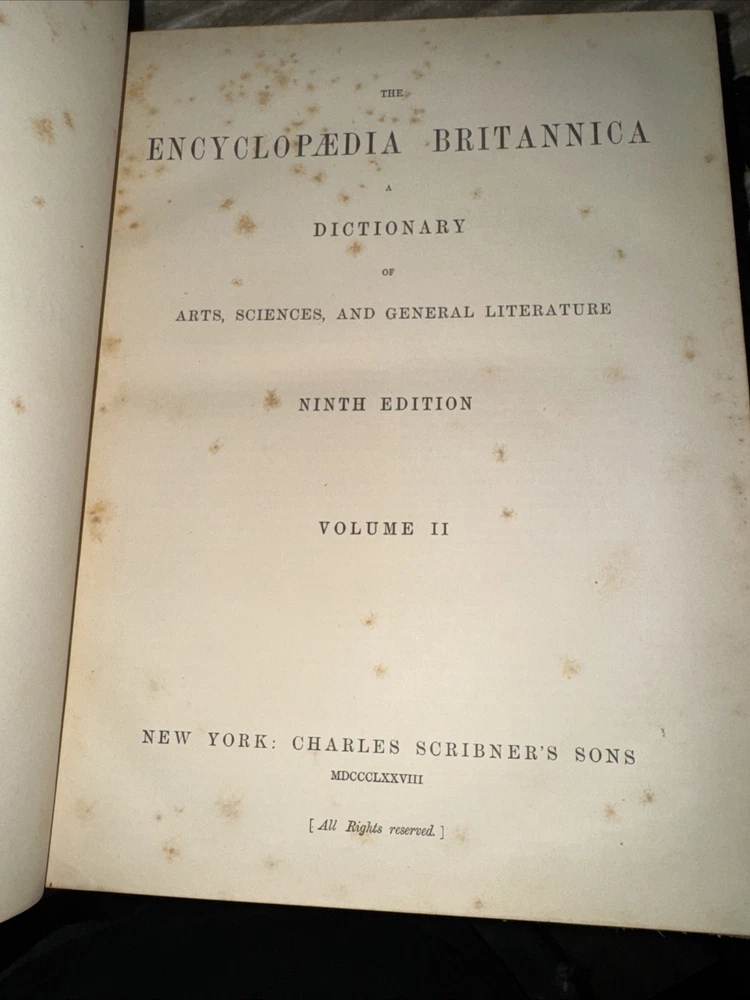 THE
ENCYCLOPÆDIA BRITANNICA
A
DICTIONARY
OF
ARTS, SCIENCES, AND GENERAL LITERATURE
NINTH EDITION
VOLUME II
NEW YORK: CHARLES SCRIBNER'S SONS
MDCCCLXXVIII
[ All Rights reserved. ]